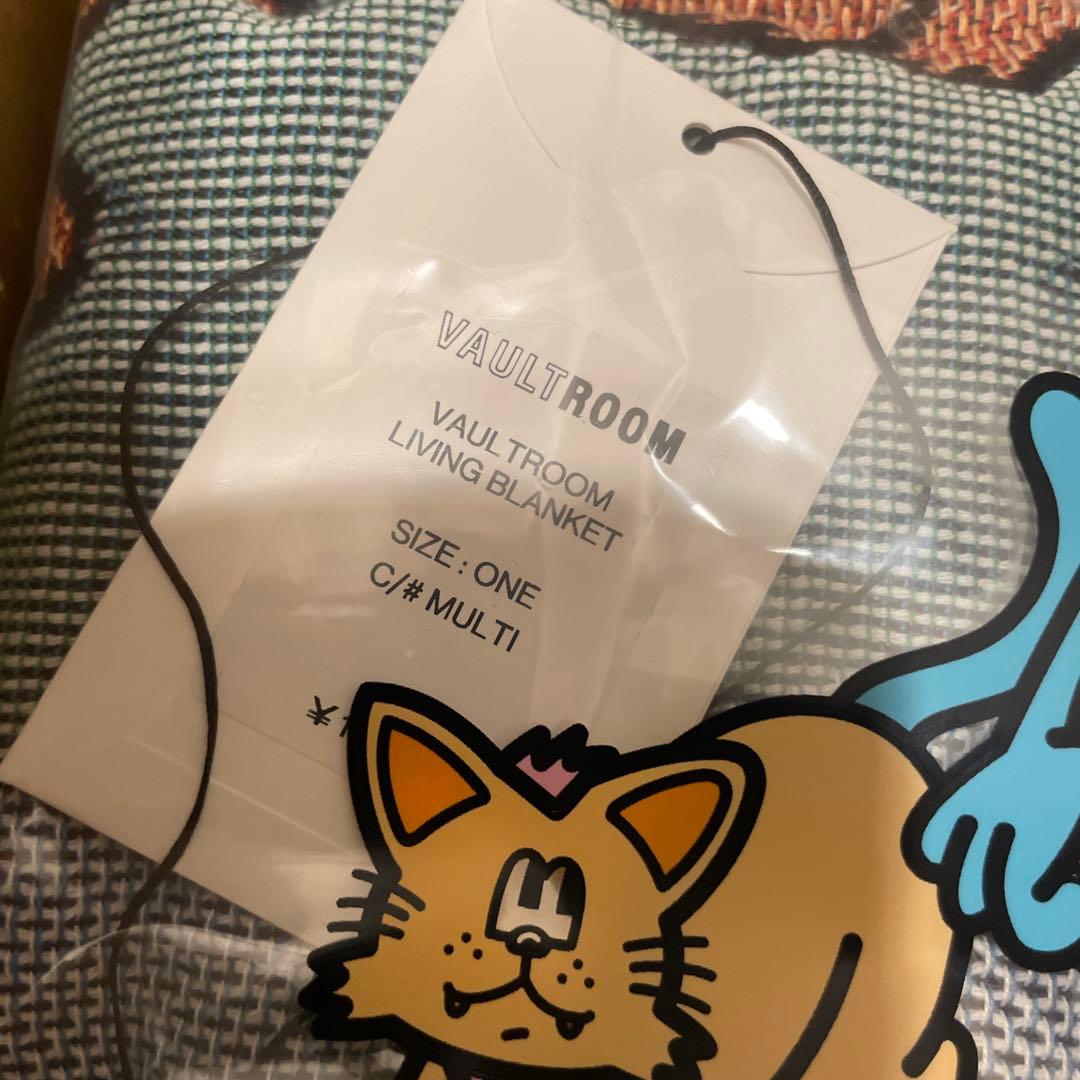 VAULTROOM
VAULTROOM
LIVING BLANKET
SIZE : ONE
C/# MULTI
¥